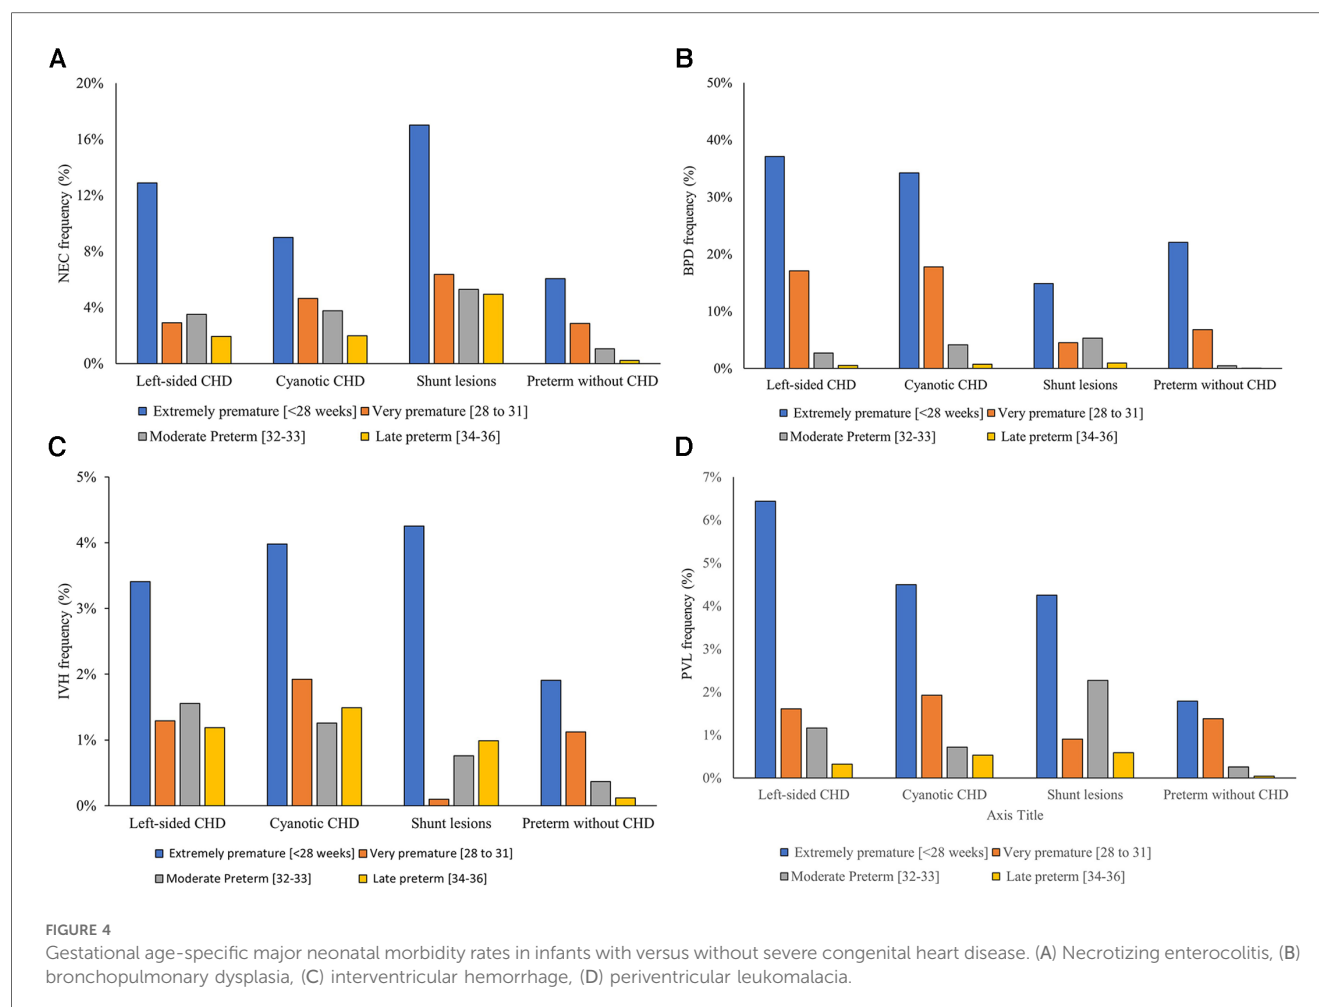 A
20%
16%
12%
8%
4%
0%
NEC frequency (%)
Left-sided CHD Cyanotic CHD Shunt lesions Preterm without CHD
Extremely premature [<28 weeks] Very premature [28 to 31]
Moderate Preterm [32-33] Late preterm [34-36]
B
50%
40%
30%
20%
10%
0%
BPD frequency (%)
Left-sided CHD Cyanotic CHD Shunt lesions Preterm without CHD
Extremely premature [<28 weeks] Very premature [28 to 31]
Moderate Preterm [32-33] Late preterm [34-36]
C
5%
4%
3%
2%
1%
0%
IVH frequency (%)
Left-sided CHD Cyanotic CHD Shunt lesions Preterm without CHD
Extremely premature [<28 weeks] Very premature [28 to 31]
Moderate Preterm [32-33] Late preterm [34-36]
D
7%
6%
5%
4%
3%
2%
1%
0%
PVL frequency (%)
Left-sided CHD Cyanotic CHD Shunt lesions Preterm without CHD
Axis Title
Extremely premature [<28 weeks] Very premature [28 to 31]
Moderate Preterm [32-33] Late preterm [34-36]
FIGURE 4
Gestational age-specific major neonatal morbidity rates in infants with versus without severe congenital heart disease. (A) Necrotizing enterocolitis, (B)
bronchopulmonary dysplasia, (C) interventricular hemorrhage, (D) periventricular leukomalacia.